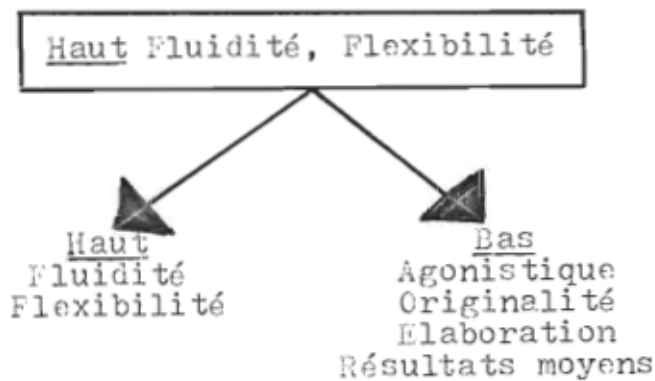 Haut Fluidité, Flexibilité
Haut
Fluidité
Flexibilité
Bas
Agonistique
Originalité
Elaboration
Résultats moyens